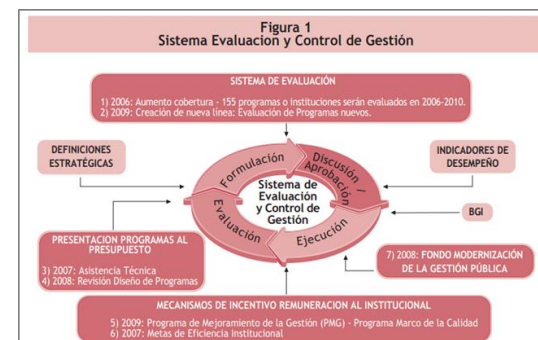 Figura 1
Sistema Evaluacion y Control de Gestión
SISTEMA DE EVALUACIÓN
1) 2006: Aumento cobertura - 155 programas o instituciones serán evaluados en 2006-2010.
2) 2009: Creación de nueva línea: Evaluación de Programas nuevos.
DEFINICIONES
ESTRATÉGICAS
INDICADORES DE
DESEMPEÑO
Formulación
Discusión /
Aprobación
Sistema de
Evaluación
y Control de
Gestión
Evaluación
Ejecución
BGI
PRESENTACION PROGRAMAS AL
PRESUPUESTO
3) 2007: Asistencia Técnica
4) 2008: Revisión Diseño de Programas
7) 2008: FONDO MODERNIZACIÓN
DE LA GESTIÓN PÚBLICA
MECANISMOS DE INCENTIVO REMUNERACION AL INSTITUCIONAL
5) 2009: Programa de Mejoramiento de la Gestión (PMG) - Programa Marco de la Calidad
6) 2007: Metas de Eficiencia Institucional